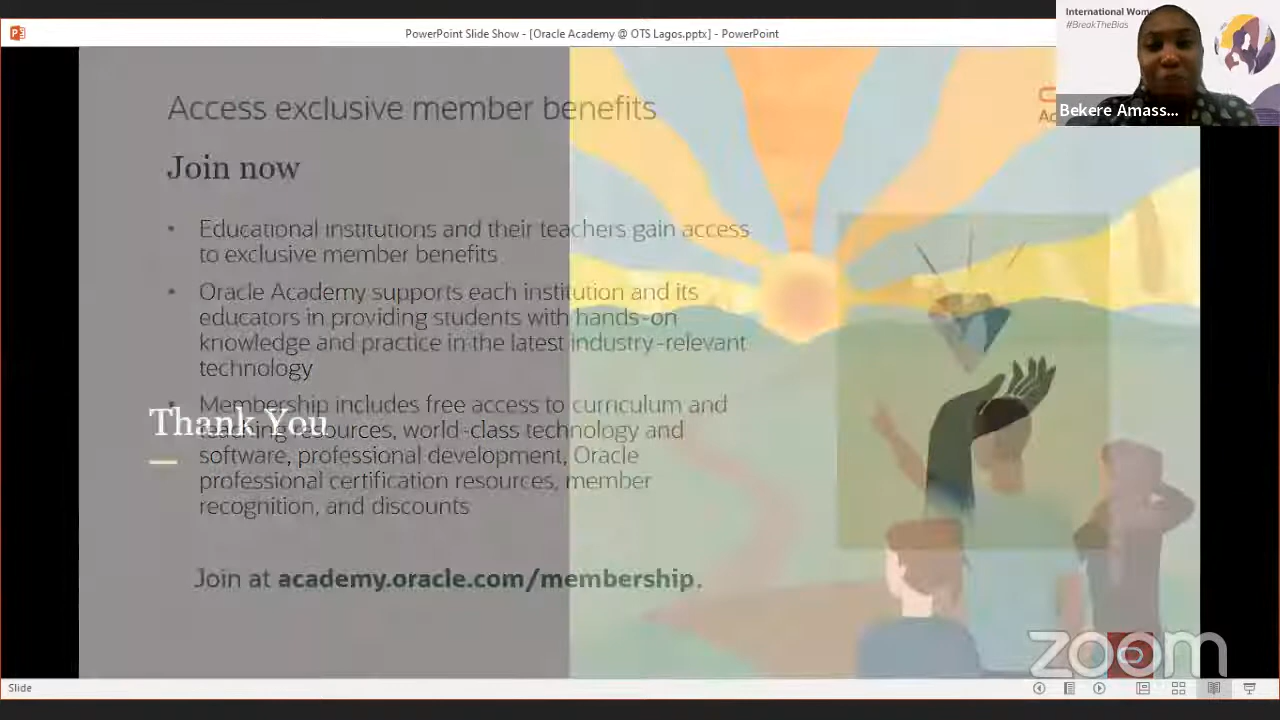 PowerPoint Slide Show - [Oracle Academy @ OTS Lagos.pptx] - PowerPoint
International Wom
#BreakTheBias
Bekere Amass...
Access exclusive member benefits
Join now
• Educational institutions and their teachers gain access
to exclusive member benefits
• Oracle Academy supports each institution and its
educators in providing students with hands-on
knowledge and practice in the latest industry-relevant
technology
• Membership includes free access to curriculum and
teaching resources, world-class technology and
software, professional development, Oracle
professional certification resources, member
recognition, and discounts
Thank You
Join at academy.oracle.com/membership.
zoom
Slide